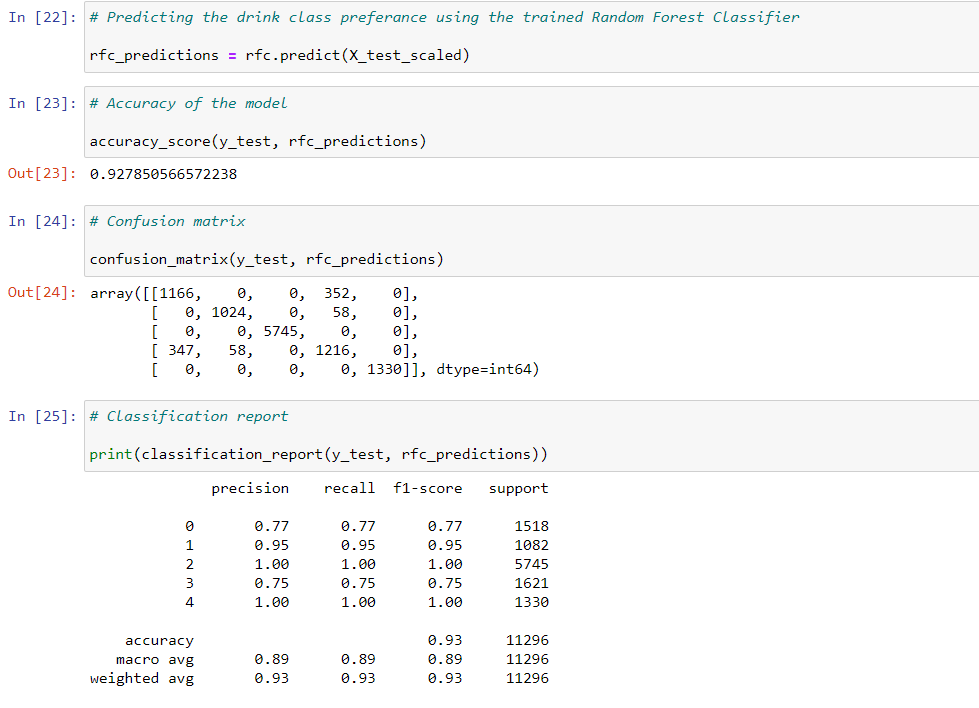 In [22]: # Predicting the drink class preferance using the trained Random Forest Classifier
rfc_predictions = rfc.predict(X_test_scaled)
In [23]: # Accuracy of the model
accuracy_score(y_test, rfc_predictions)
Out[23]: 0.927850566572238
In [24]: # Confusion matrix
confusion_matrix(y_test, rfc_predictions)
Out[24]: array([[1166,    0,    0,  352,    0],
[   0, 1024,    0,   58,    0],
[   0,    0, 5745,    0,    0],
[ 347,   58,    0, 1216,    0],
[   0,    0,    0,    0, 1330]], dtype=int64)
In [25]: # Classification report
print(classification_report(y_test, rfc_predictions))
precision    recall  f1-score   support
0       0.77      0.77      0.77      1518
1       0.95      0.95      0.95      1082
2       1.00      1.00      1.00      5745
3       0.75      0.75      0.75      1621
4       1.00      1.00      1.00      1330
accuracy                           0.93     11296
macro avg       0.89      0.89      0.89     11296
weighted avg       0.93      0.93      0.93     11296